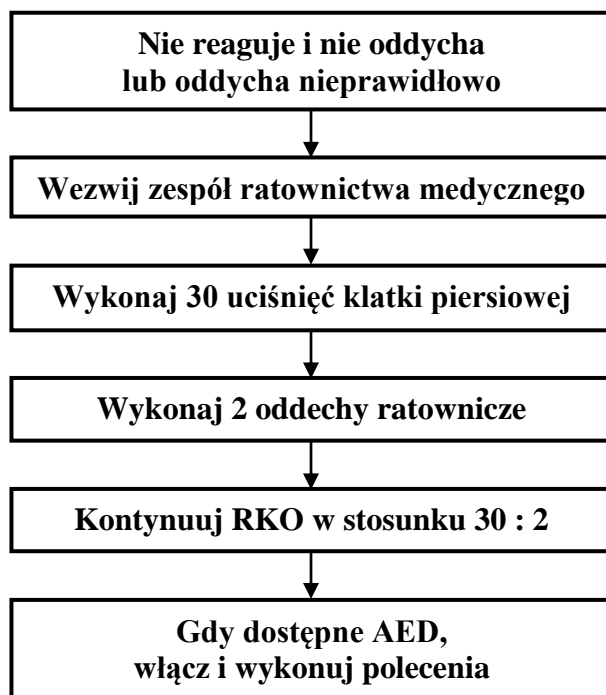 Nie reaguje i nie oddycha
lub oddycha nieprawidłowo
Wezwij zespół ratownictwa medycznego
Wykonaj 30 uciśnięć klatki piersiowej
Wykonaj 2 oddechy ratownicze
Kontynuuj RKO w stosunku 30 : 2
Gdy dostępne AED,
włącz i wykonuj polecenia